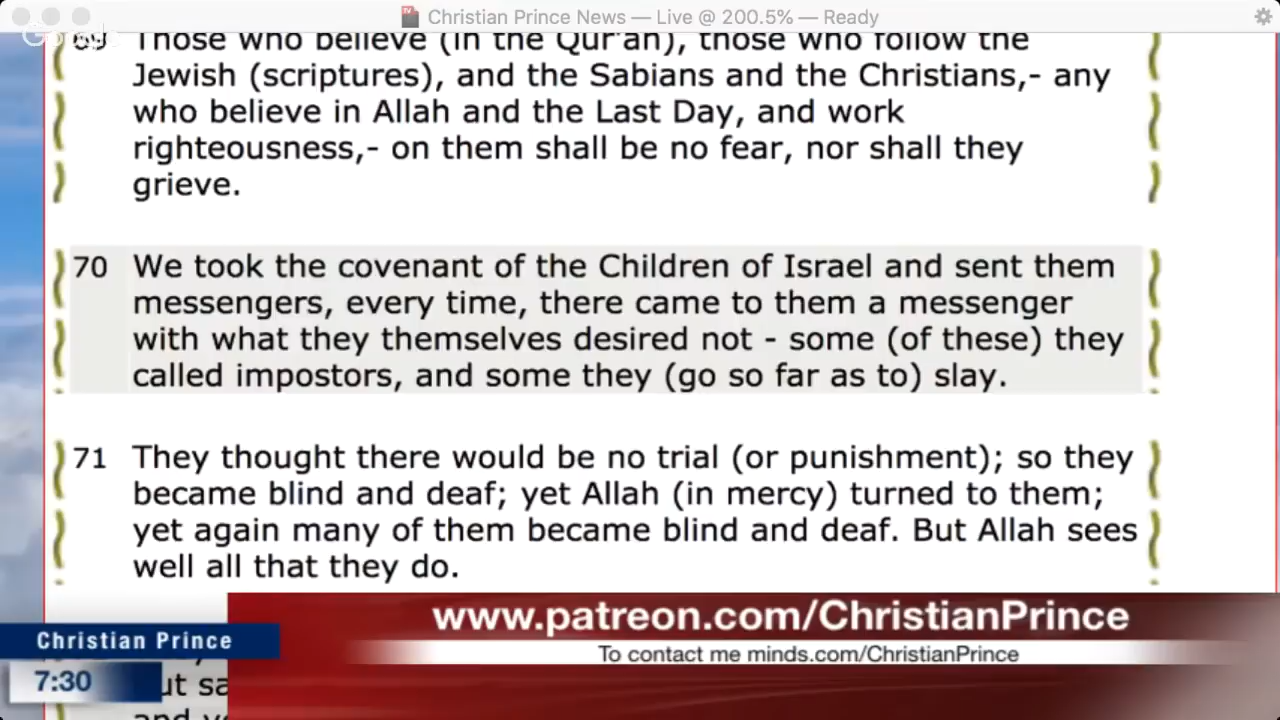 Christian Prince News — Live @ 200.5% — Ready
Google
Those who believe (in the Qur'an), those who follow the
Jewish (scriptures), and the Sabians and the Christians,- any
who believe in Allah and the Last Day, and work
righteousness,- on them shall be no fear, nor shall they
grieve.
70 We took the covenant of the Children of Israel and sent them
messengers, every time, there came to them a messenger
with what they themselves desired not - some (of these) they
called impostors, and some they (go so far as to) slay.
71 They thought there would be no trial (or punishment); so they
became blind and deaf; yet Allah (in mercy) turned to them;
yet again many of them became blind and deaf. But Allah sees
well all that they do.
www.patreon.com/ChristianPrince
Christian Prince
To contact me minds.com/ChristianPrince
7:30